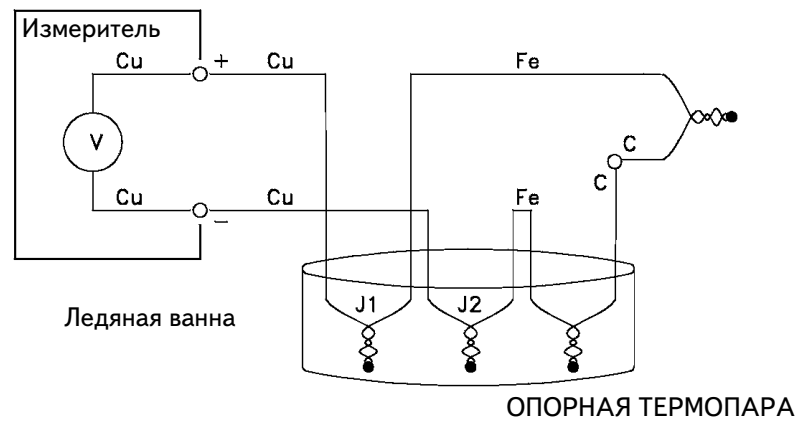 Измеритель
Cu + Cu Fe
V
C
C
Cu Cu Fe
−
J1 J2
Ледяная ванна
ОПОРНАЯ ТЕРМОПАРА